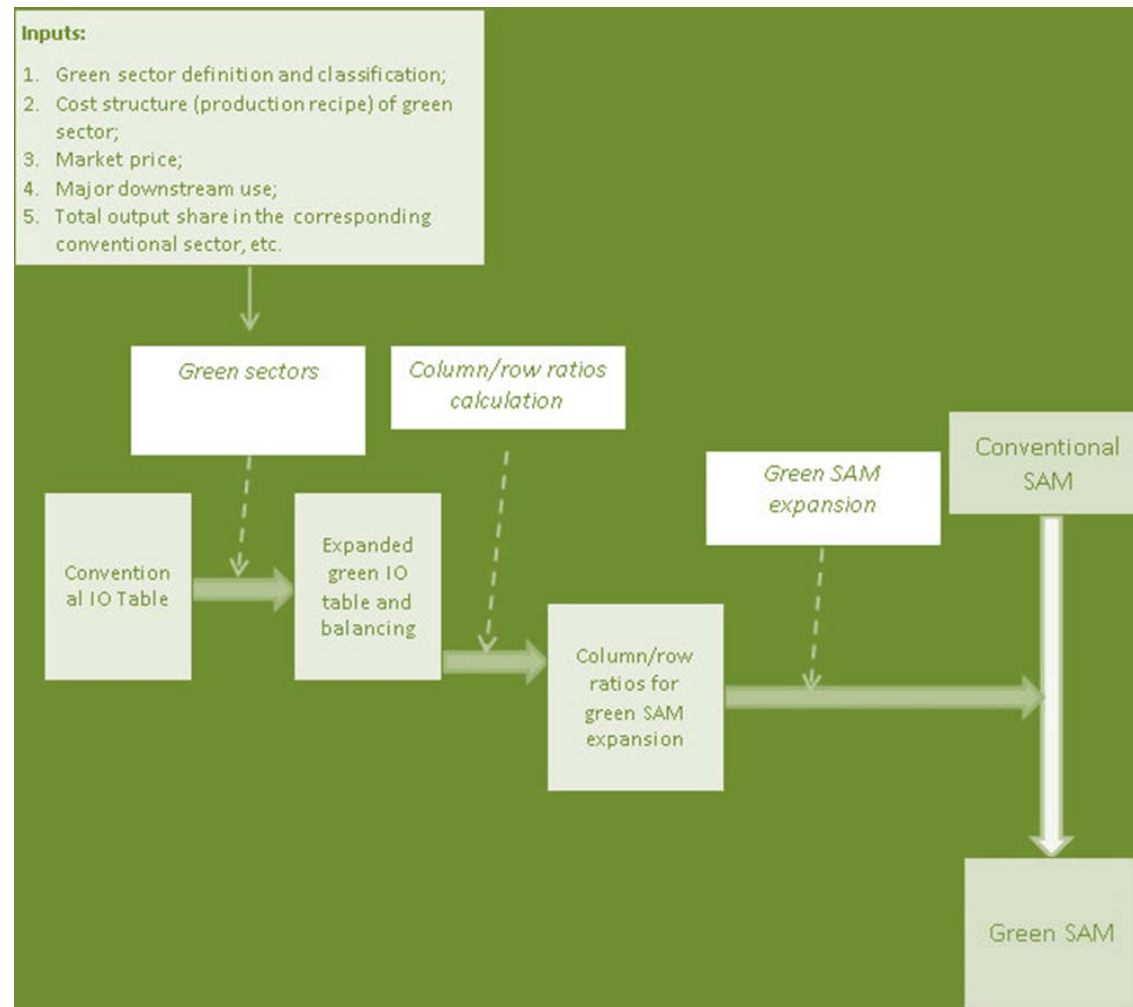 Inputs:
1. Green sector definition and classification;
2. Cost structure (production recipe) of green
sector;
3. Market price;
4. Major downstream use;
5. Total output share in the corresponding
conventional sector, etc.
Green sectors
Column/row ratios
calculation
Green SAM
expansion
Conventional
SAM
Convention
al IO Table
Expanded
green IO
table and
balancing
Column/row
ratios for
green SAM
expansion
Green SAM